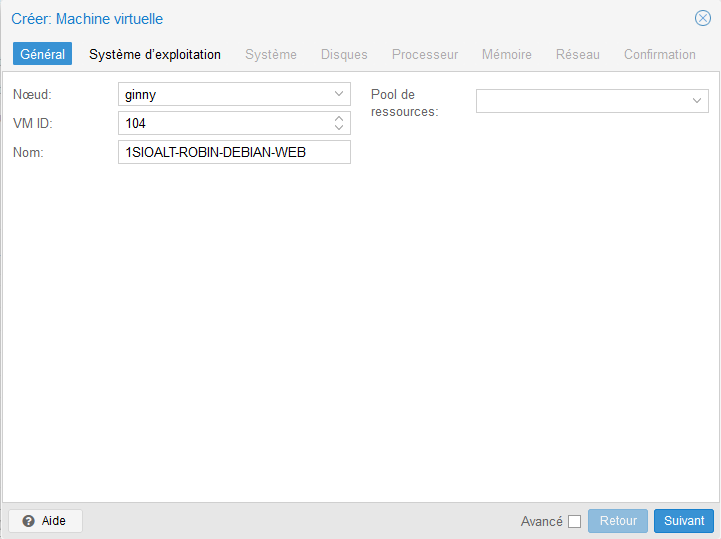 Créer: Machine virtuelle
Général Système d'exploitation Système Disques Processeur Mémoire Réseau Confirmation
Nœud: ginny
Pool de ressources:
VM ID: 104
Nom: 1SIOALT-ROBIN-DEBIAN-WEB
Aide Avancé Retour Suivant